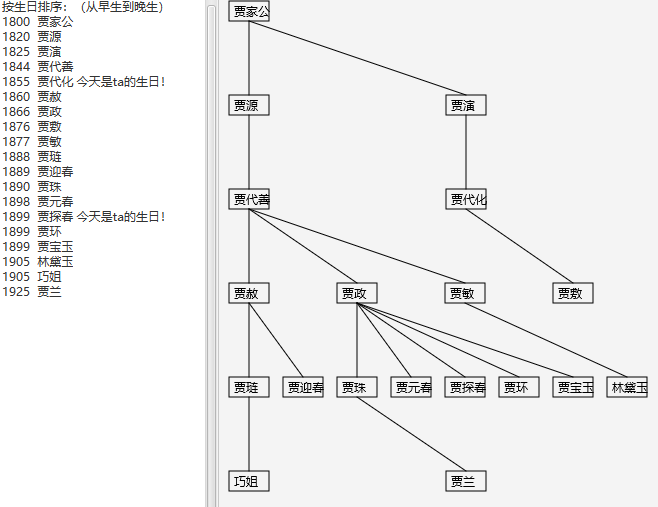 按生日排序：（从早生到晚生）
1800 贾家公
1820 贾源
1825 贾演
1844 贾代善
1855 贾代化 今天是ta的生日！
1860 贾赦
1866 贾政
1876 贾敷
1877 贾敏
1888 贾琏
1889 贾迎春
1890 贾珠
1898 贾元春
1899 贾探春 今天是ta的生日！
1899 贾环
1899 贾宝玉
1905 林黛玉
1905 巧姐
1925 贾兰
贾家公
贾源 贾演
贾代善 贾代化
贾赦 贾政 贾敏 贾敷
贾琏 贾迎春 贾珠 贾元春 贾探春 贾环 贾宝玉 林黛玉
巧姐 贾兰